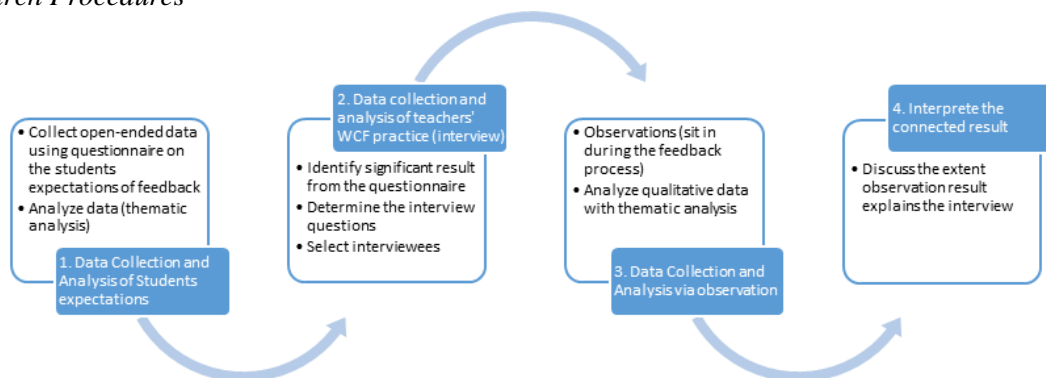 Procedures
• Collect open-ended data
using questionnaire on
the students
expectations of feedback
• Analyze data (thematic
analysis)
1. Data Collection and
Analysis of Students
expectations
2. Data collection and
analysis of teachers'
WCF practice (interview)
• Identify significant result
from the questionnaire
• Determine the interview
questions
• Select interviewees
• Observations (sit in
during the feedback
process)
• Analyze qualitative data
with thematic analysis
3. Data Collection and
Analysis via observation
4. Interprete the
connected result
• Discuss the extent
observation result
explains the interview